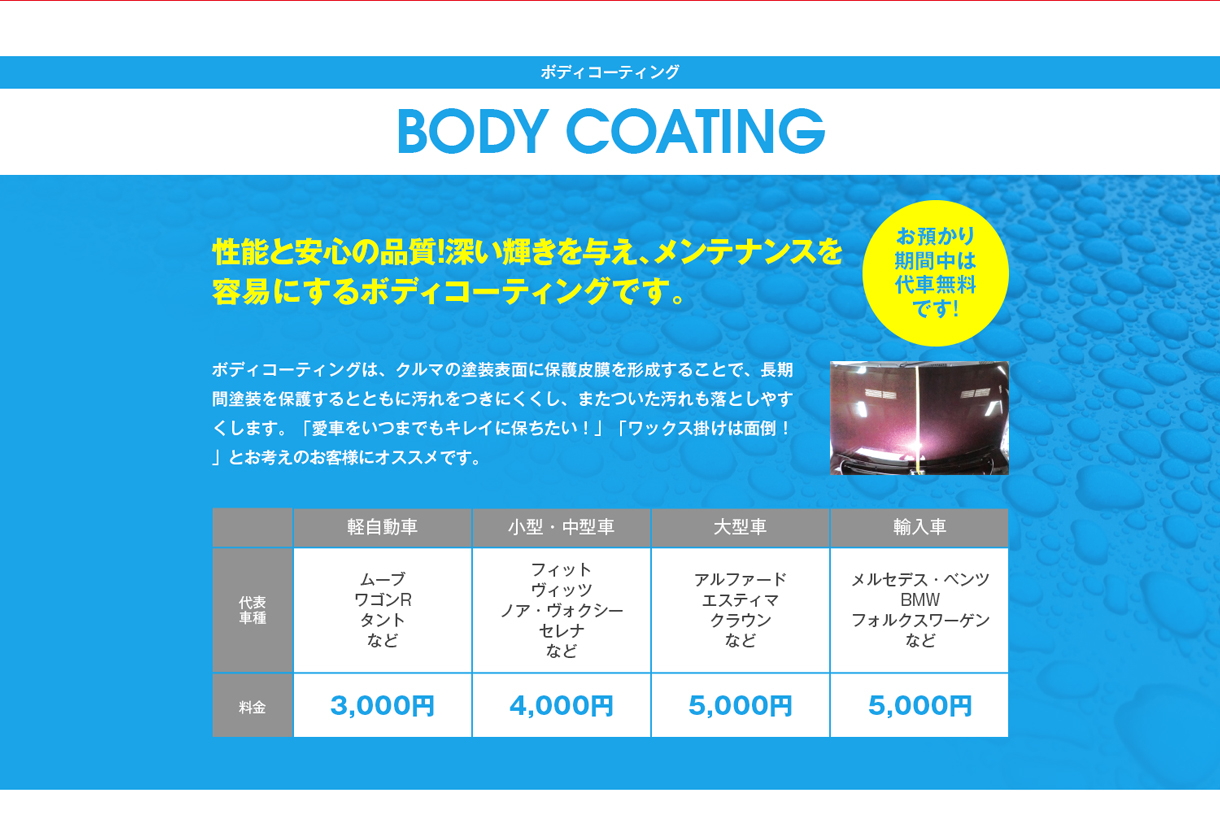 ボディコーティング
BODY COATING
性能と安心の品質!深い輝きを与え、メンテナンスを
容易にするボディコーティングです。
お預かり
期間中は
代車無料
です!
ボディコーティングは、クルマの塗装表面に保護皮膜を形成することで、長期
間塗装を保護するとともに汚れをつきにくくし、またついた汚れも落としやす
くします。「愛車をいつまでもキレイに保ちたい！」「ワックス掛けは面倒！
」とお考えのお客様にオススメです。
軽自動車 小型・中型車 大型車 輸入車
代表
車種
ムーブ
ワゴンR
タント
など
フィット
ヴィッツ
ノア・ヴォクシー
セレナ
など
アルファード
エスティマ
クラウン
など
メルセデス・ベンツ
BMW
フォルクスワーゲン
など
料金 3,000円 4,000円 5,000円 5,000円